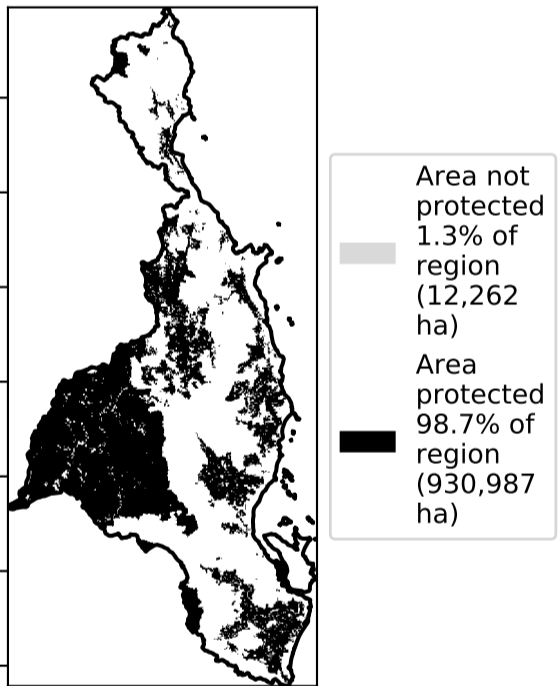 Area not
protected
1.3% of
region
(12,262
ha)
Area
protected
98.7% of
region
(930,987
ha)